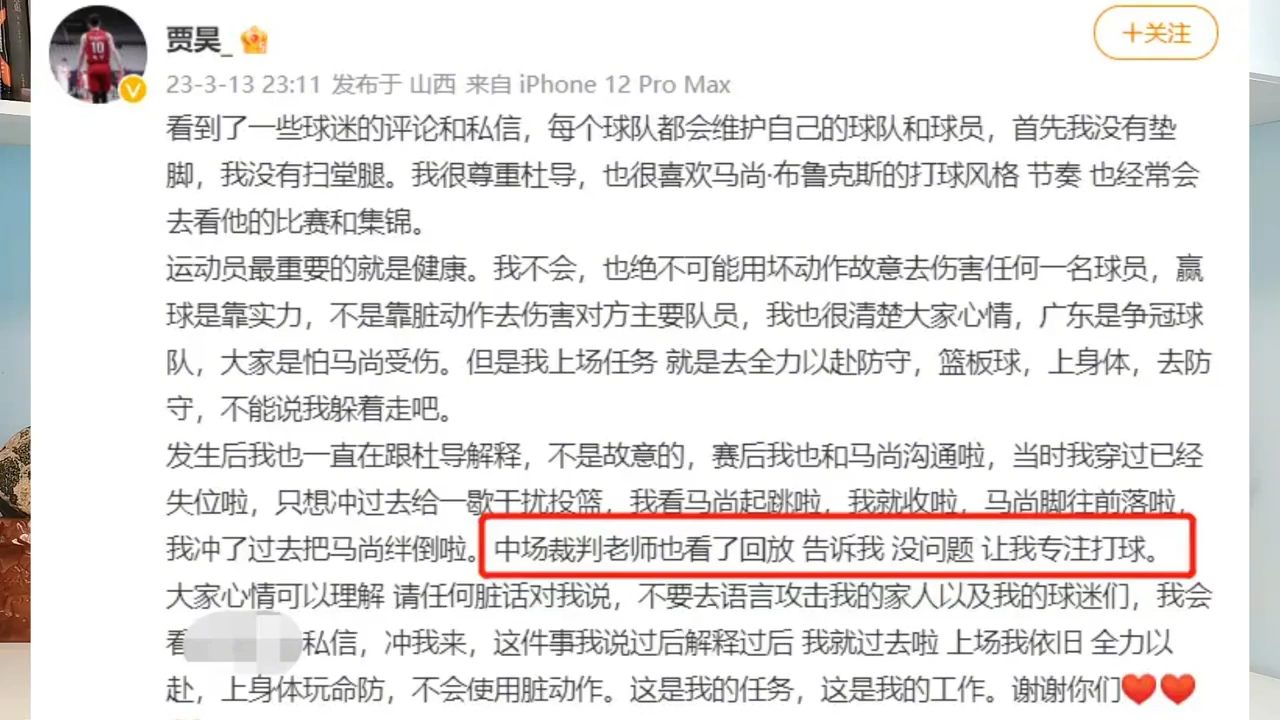 贾昊_
+关注
23-3-13 23:11 发布于 山西 来自 iPhone 12 Pro Max
看到了一些球迷的评论和私信，每个球队都会维护自己的球队和球员，首先我没有垫
脚，我没有扫堂腿。我很尊重杜导，也很喜欢马尚·布鲁克斯的打球风格 节奏 也经常会
去看他的比赛和集锦。
运动员最重要的就是健康。我不会，也绝不可能用坏动作故意去伤害任何一名球员，赢
球是靠实力，不是靠脏动作去伤害对方主要队员，我也很清楚大家心情，广东是争冠球
队，大家是怕马尚受伤。但是我上场任务 就是去全力以赴防守，篮板球，上身体，去防
守，不能说我躲着走吧。
发生后我也一直在跟杜导解释，不是故意的，赛后我也和马尚沟通啦，当时我穿过已经
失位啦，只想冲过去给一歇干扰投篮，我看马尚起跳啦，我就收啦，马尚脚往前落啦，
我冲了过去把马尚绊倒啦。中场裁判老师也看了回放 告诉我 没问题 让我专注打球。
大家心情可以理解 请任何脏话对我说，不要去语言攻击我的家人以及我的球迷们，我会
看 私信，冲我来，这件事我说过后解释过后 我就过去啦 上场我依旧 全力以
赴，上身体玩命防，不会使用脏动作。这是我的任务，这是我的工作。谢谢你们
10
V